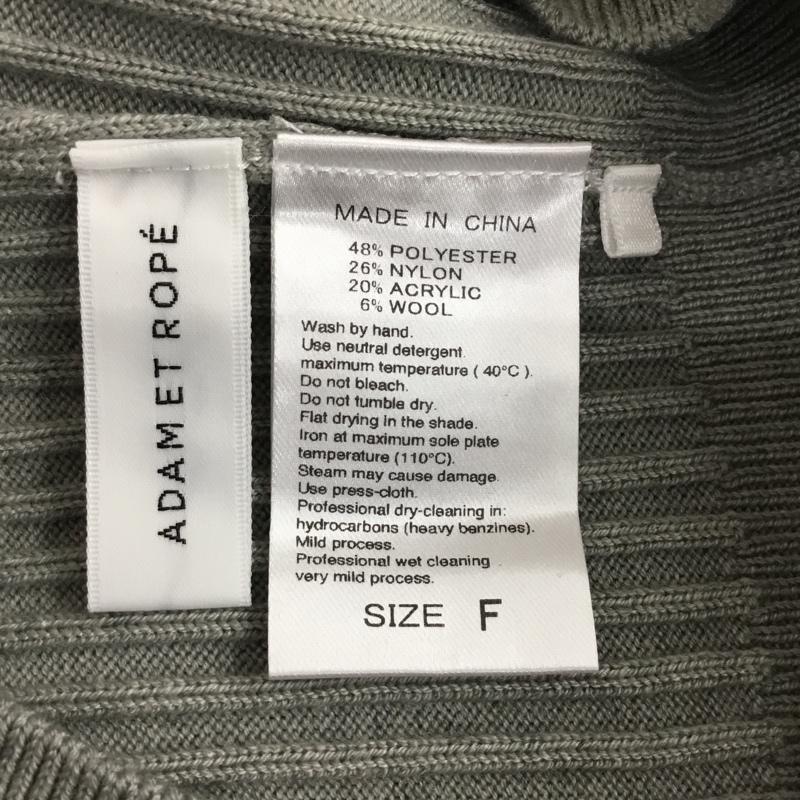 ADAM ET ROPÉ
MADE IN CHINA
48% POLYESTER
26% NYLON
20% ACRYLIC
6% WOOL
Wash by hand.
Use neutral detergent.
maximum temperature ( 40°C ).
Do not bleach.
Do not tumble dry.
Flat drying in the shade.
Iron at maximum sole plate
temperature (110°C).
Steam may cause damage.
Use press-cloth.
Professional dry-cleaning in:
hydrocarbons (heavy benzines).
Mild process.
Professional wet cleaning
very mild process.
SIZE F